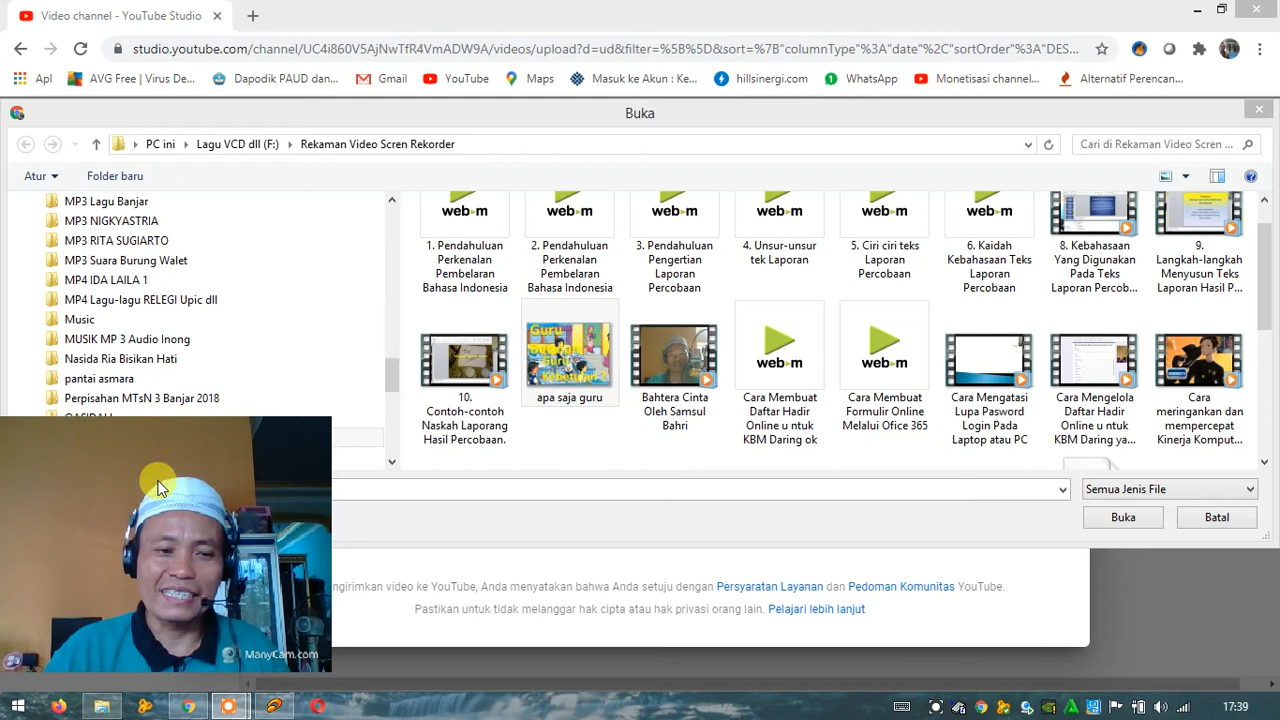 Video channel - YouTube Studio
studio.youtube.com/channel/UC4i860V5AjNwTfR4VmADW9A/videos/upload?d=ud&filter=%5B%5D&sort=%7B"columnType"%3A"date"%2C"sortOrder"%3A"DES...
Apl
AVG Free | Virus De...
Dapodik PAUD dan...
Gmail
YouTube
Maps
Masuk ke Akun : Ke...
hillsinergi.com
WhatsApp
Monetisasi channel...
Alternatif Perencan...
Buka
PC ini
Lagu VCD dll (F:)
Rekaman Video Scren Rekorder
Cari di Rekaman Video Scren ...
Atur
Folder baru
MP3 Lagu Banjar
MP3 NIGKYASTRIA
MP3 RITA SUGIARTO
MP3 Suara Burung Walet
MP4 IDA LAILA 1
MP4 Lagu-lagu RELEGI Upic dll
Music
MUSIK MP 3 Audio Inong
Nasida Ria Bisikan Hati
pantai asmara
Perpisahan MTsN 3 Banjar 2018
web-m
web-m
web-m
web-m
web-m
web-m
1. Pendahuluan
Perkenalan
Pembelaran
Bahasa Indonesia
2. Pendahuluan
Perkenalan
Pembelaran
Bahasa Indonesia
3. Pendahuluan
Pengertian
Laporan
Percobaan
4. Unsur-unsur
tek Laporan
5. Ciri ciri teks
Laporan
Percobaan
6. Kaidah
Kebahasaan Teks
Laporan
Percobaan
8. Kebahasaan
Yang Digunakan
Pada Teks
Laporan Percob...
9.
Langkah-langkah
Menyusun Teks
Laporan Hasil P...
Guru
web-m
web-m
10.
Contoh-contoh
Naskah Laporan
Hasil Percobaan.
apa saja guru
Bahtera Cinta
Oleh Samsul
Bahri
Cara Membuat
Daftar Hadir
Online u ntuk
KBM Daring ok
Cara Membuat
Formulir Online
Melalui Ofice 365
Cara Mengatasi
Lupa Pasword
Login Pada
Laptop atau PC
Cara Mengelola
Daftar Hadir
Online u ntuk
KBM Daring ya...
Cara
meringankan dan
mempercepat
Kinerja Komput...
Semua Jenis File
Buka
Batal
ngirimkan video ke YouTube, Anda menyatakan bahwa Anda setuju dengan Persyaratan Layanan dan Pedoman Komunitas YouTube.
Pastikan untuk tidak melanggar hak cipta atau hak privasi orang lain. Pelajari lebih lanjut
ManyCam.com
17:39